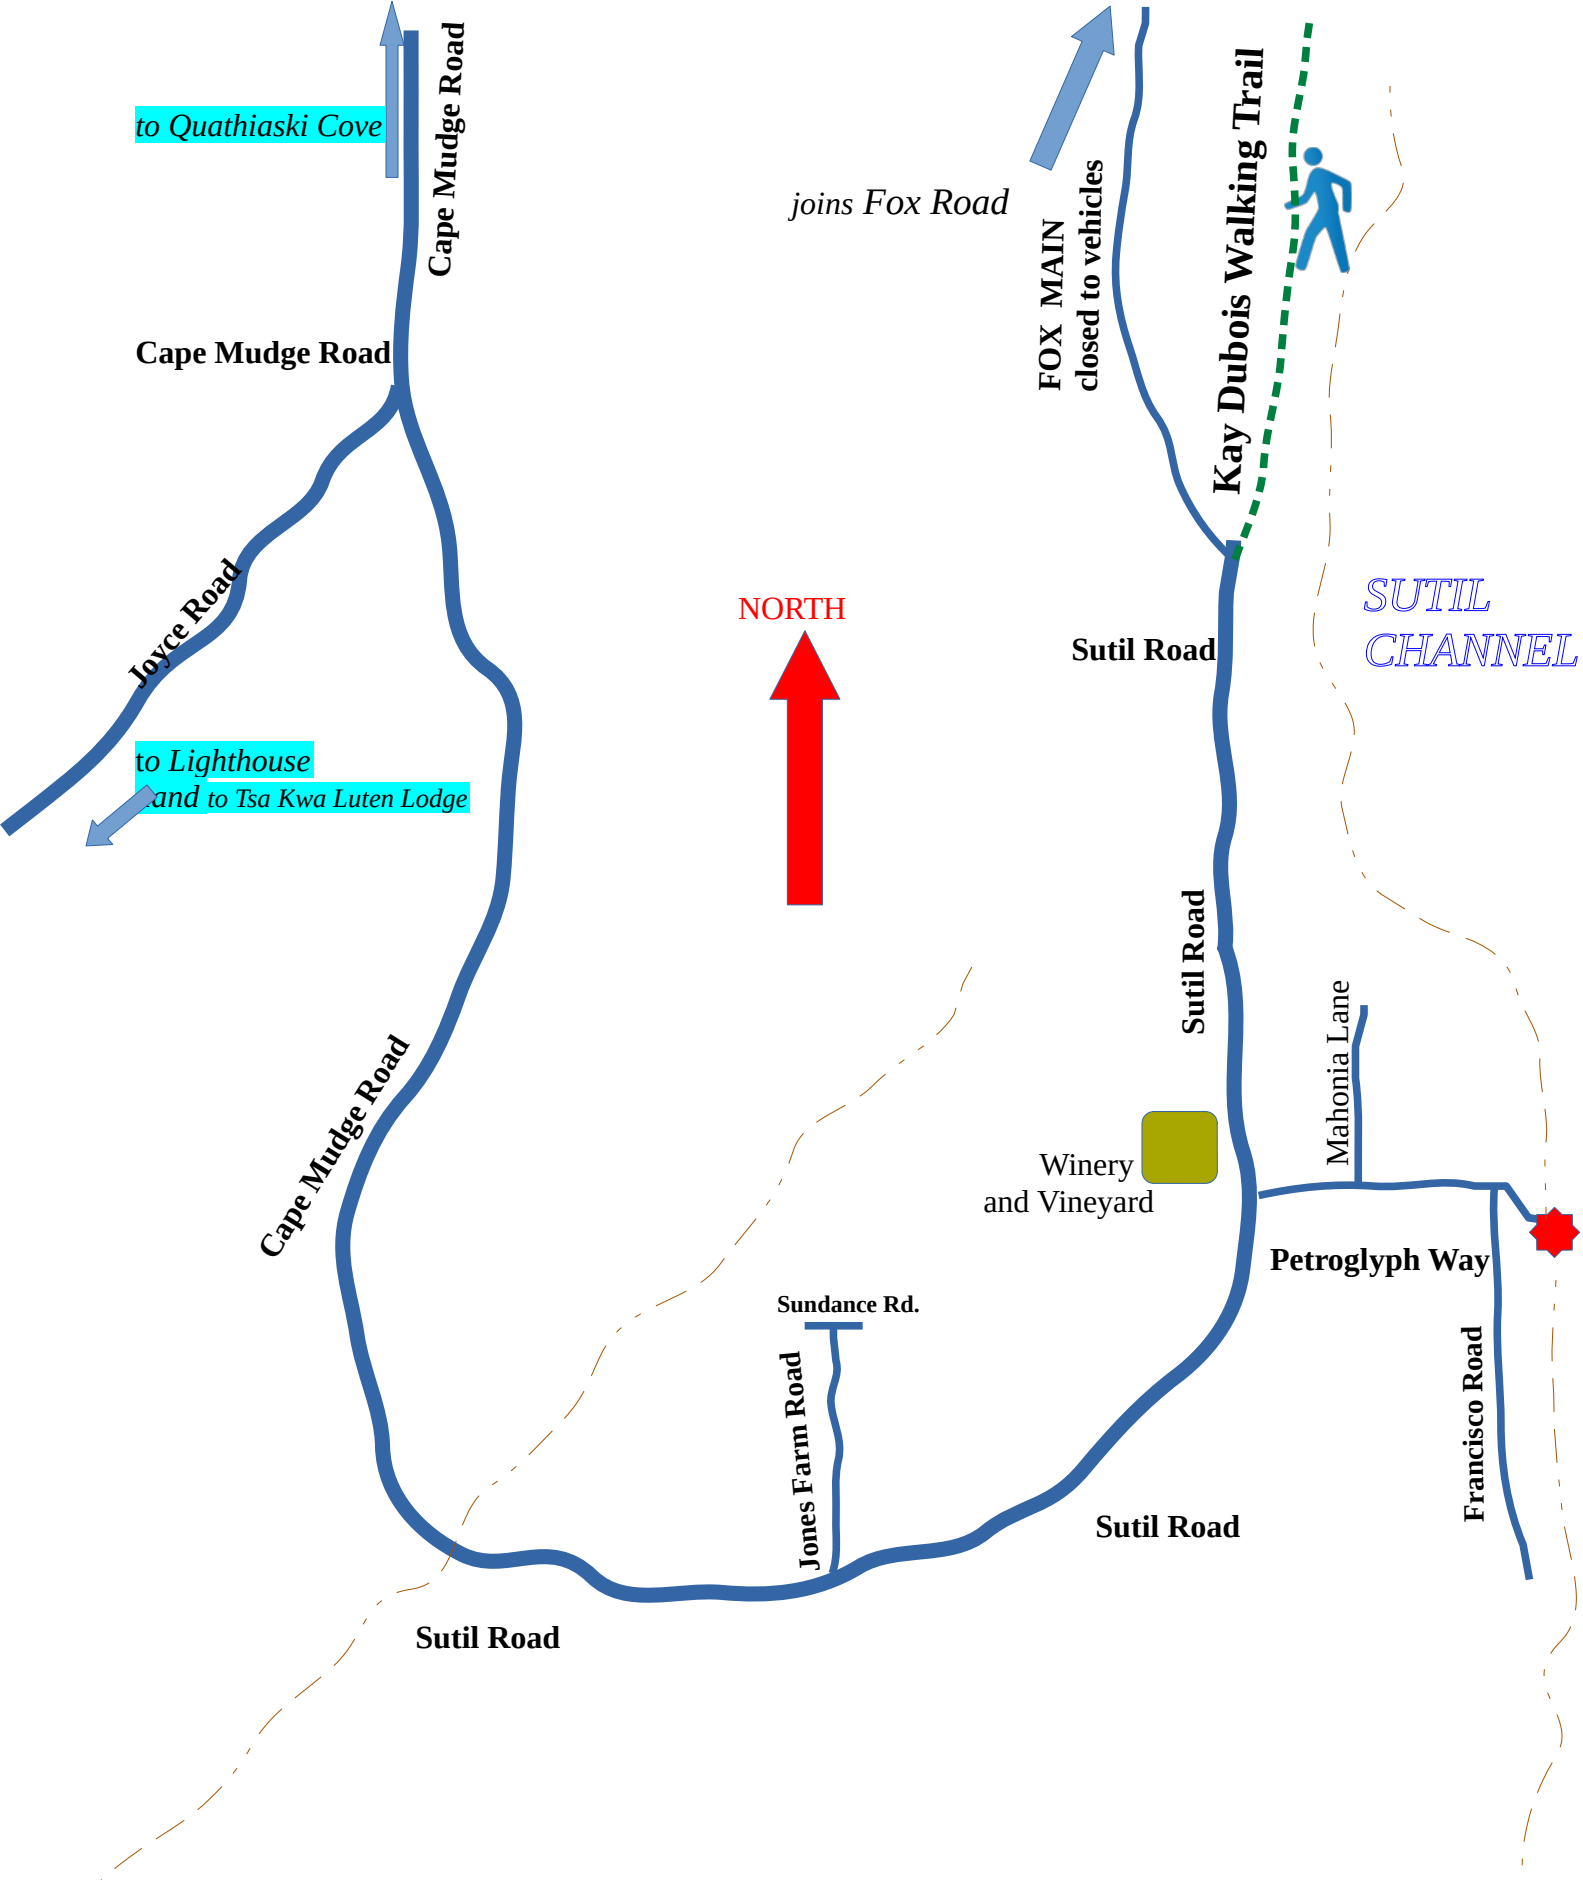 Cape Mudge Road
to Quathiaski Cove
Cape Mudge Road
Joyce Road
to Lighthouse
and to Tsa Kwa Luten Lodge
Cape Mudge Road
joins Fox Road
FOX MAIN
closed to vehicles
Kay Dubois Walking Trail
NORTH
SUTIL
CHANNEL
Sutil Road
Sutil Road
Mahonia Lane
Winery
and Vineyard
Petroglyph Way
Sundance Rd.
Jones Farm Road
Francisco Road
Sutil Road
Sutil Road